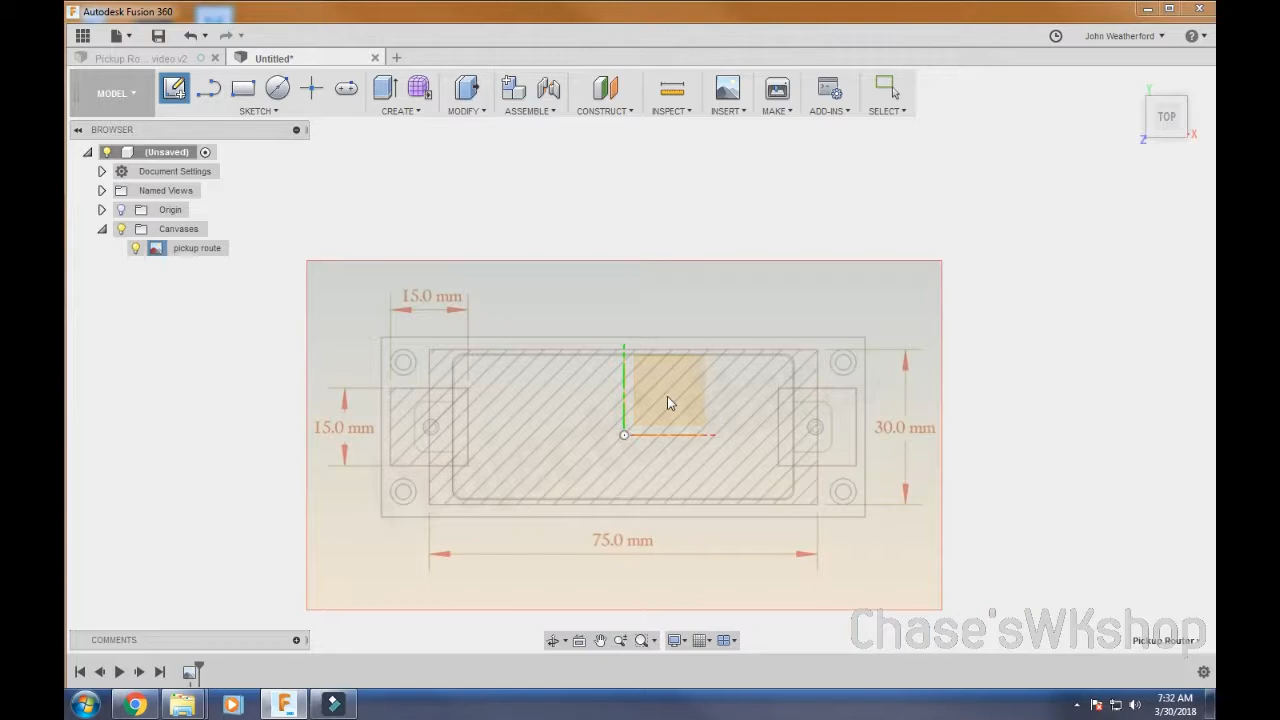 Autodesk Fusion 360
John Weatherford
Pickup Ro... video v2
Untitled*
MODEL
SKETCH
CREATE
MODIFY
ASSEMBLE
CONSTRUCT
INSPECT
INSERT
MAKE
ADD-INS
SELECT
BROWSER
(Unsaved)
Document Settings
Named Views
Origin
Canvases
pickup route
TOP
Y
X
Z
15.0 mm
15.0 mm
30.0 mm
75.0 mm
COMMENTS
Chase'sWKshop
Pickup Router
7:32 AM
3/30/2018